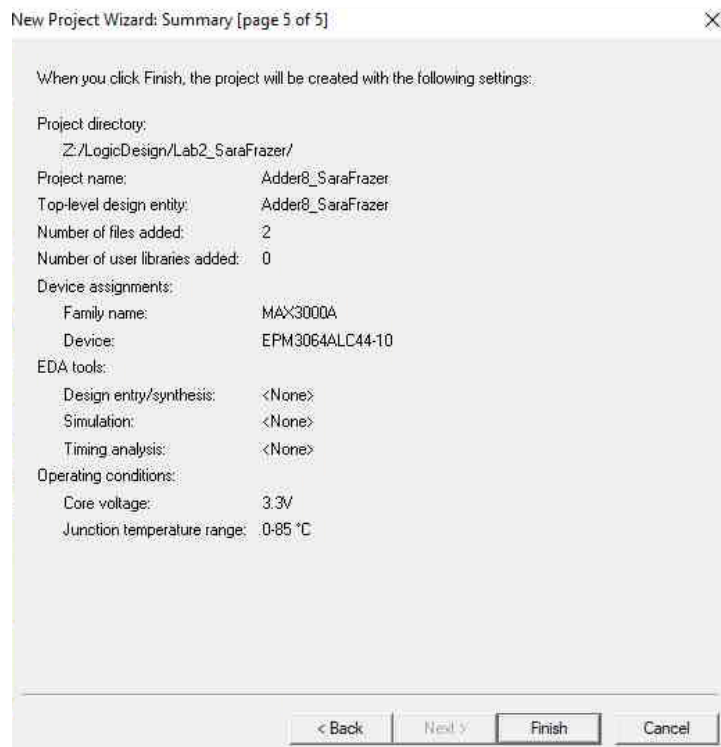 New Project Wizard: Summary [page 5 of 5]
When you click Finish, the project will be created with the following settings:
Project directory:
Z:/LogicDesign/Lab2_SaraFrazer/
Project name: Adder8_SaraFrazer
Top-level design entity: Adder8_SaraFrazer
Number of files added: 2
Number of user libraries added: 0
Device assignments:
Family name: MAX3000A
Device: EPM3064ALC44-10
EDA tools:
Design entry/synthesis: <None>
Simulation: <None>
Timing analysis: <None>
Operating conditions:
Core voltage: 3.3V
Junction temperature range: 0-85 °C
< Back Next > Finish Cancel